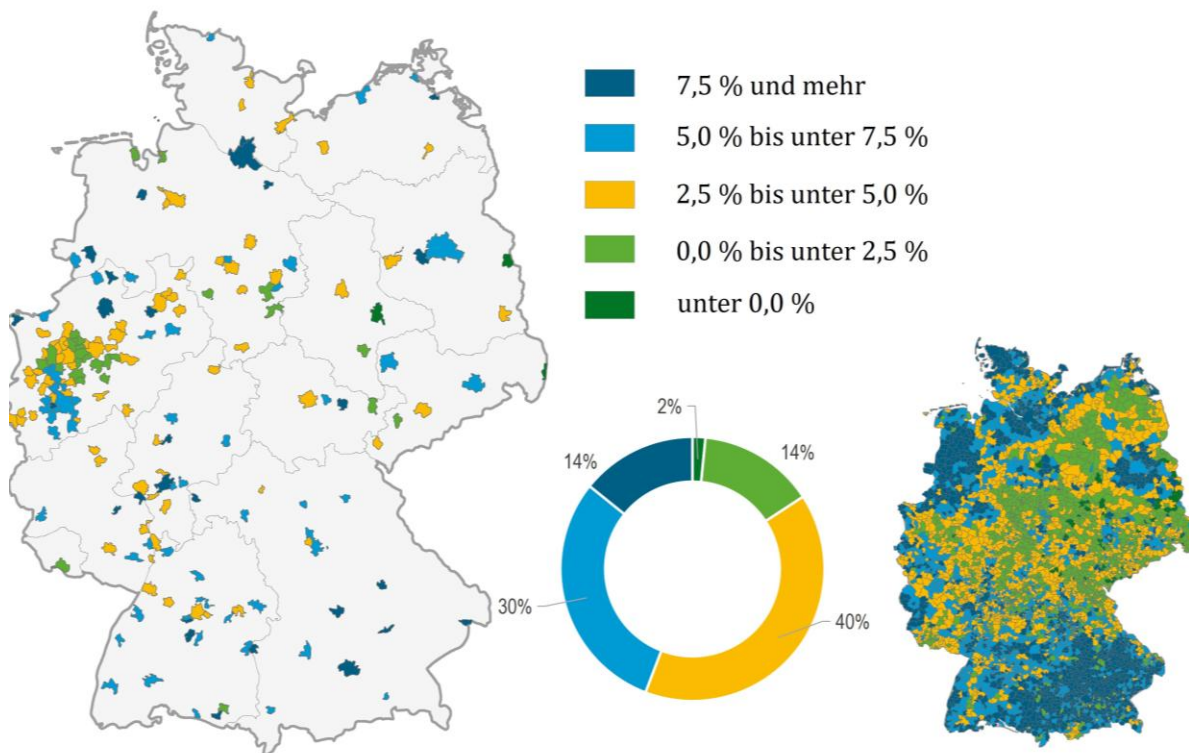 7,5 % und mehr
5,0 % bis unter 7,5 %
2,5 % bis unter 5,0 %
0,0 % bis unter 2,5 %
unter 0,0 %
2%
14%
14%
30%
40%